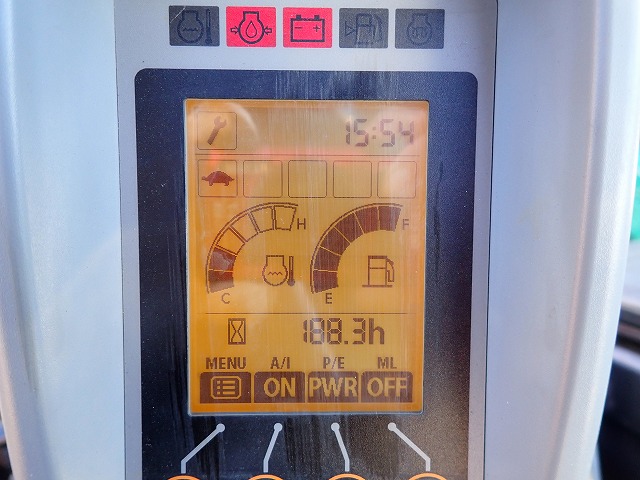 15:54
H F
C E
188.3h
MENU A/I P/E ML
ON PWR OFF